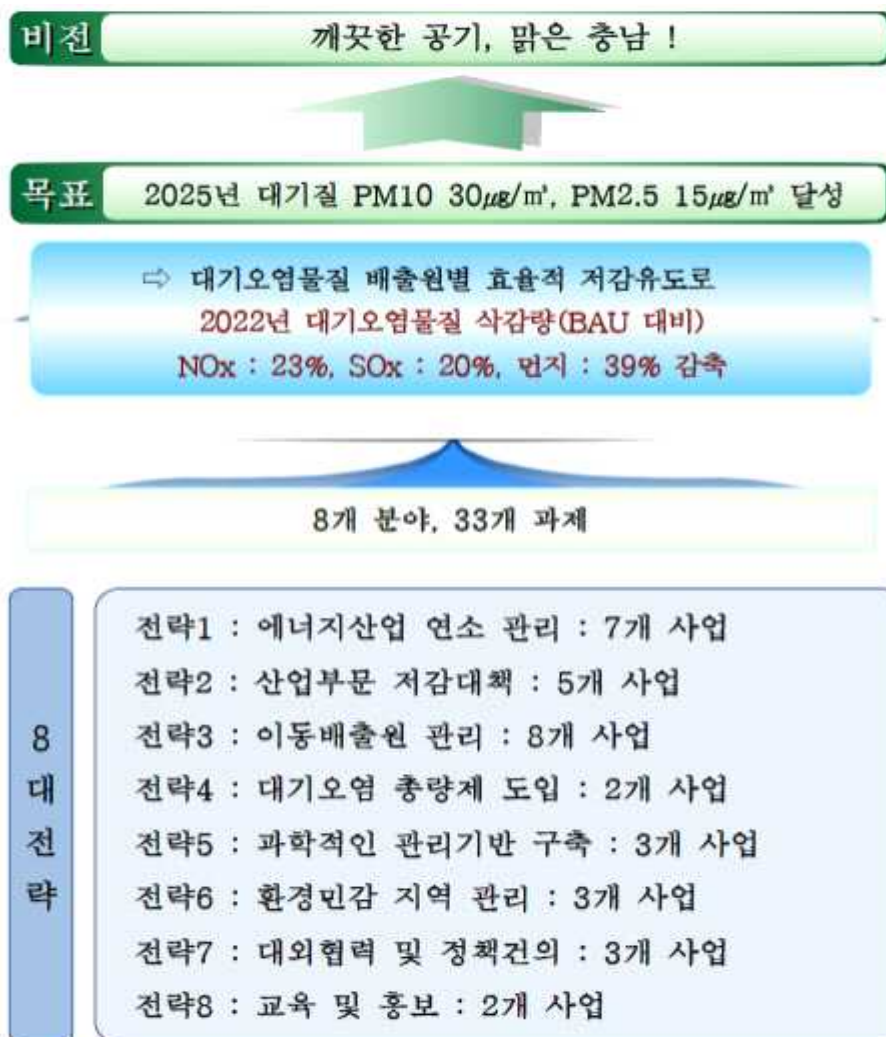 비전 깨끗한 공기, 맑은 충남 !
목표 2025년 대기질 PM10 30㎍/㎥, PM2.5 15㎍/㎥ 달성
⇨ 대기오염물질 배출원별 효율적 저감유도로
2022년 대기오염물질 삭감량(BAU 대비)
NOx : 23%, SOx : 20%, 먼지 : 39% 감축
8개 분야, 33개 과제
8대전략
전략1 : 에너지산업 연소 관리 : 7개 사업
전략2 : 산업부문 저감대책 : 5개 사업
전략3 : 이동배출원 관리 : 8개 사업
전략4 : 대기오염 총량제 도입 : 2개 사업
전략5 : 과학적인 관리기반 구축 : 3개 사업
전략6 : 환경민감 지역 관리 : 3개 사업
전략7 : 대외협력 및 정책건의 : 3개 사업
전략8 : 교육 및 홍보 : 2개 사업